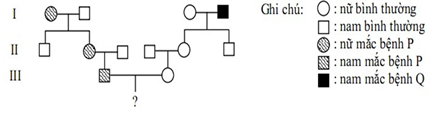 I
II
III
?
Ghi chú:
: nữ bình thường
: nam bình thường
: nữ mắc bệnh P
: nam mắc bệnh P
: nam mắc bệnh Q